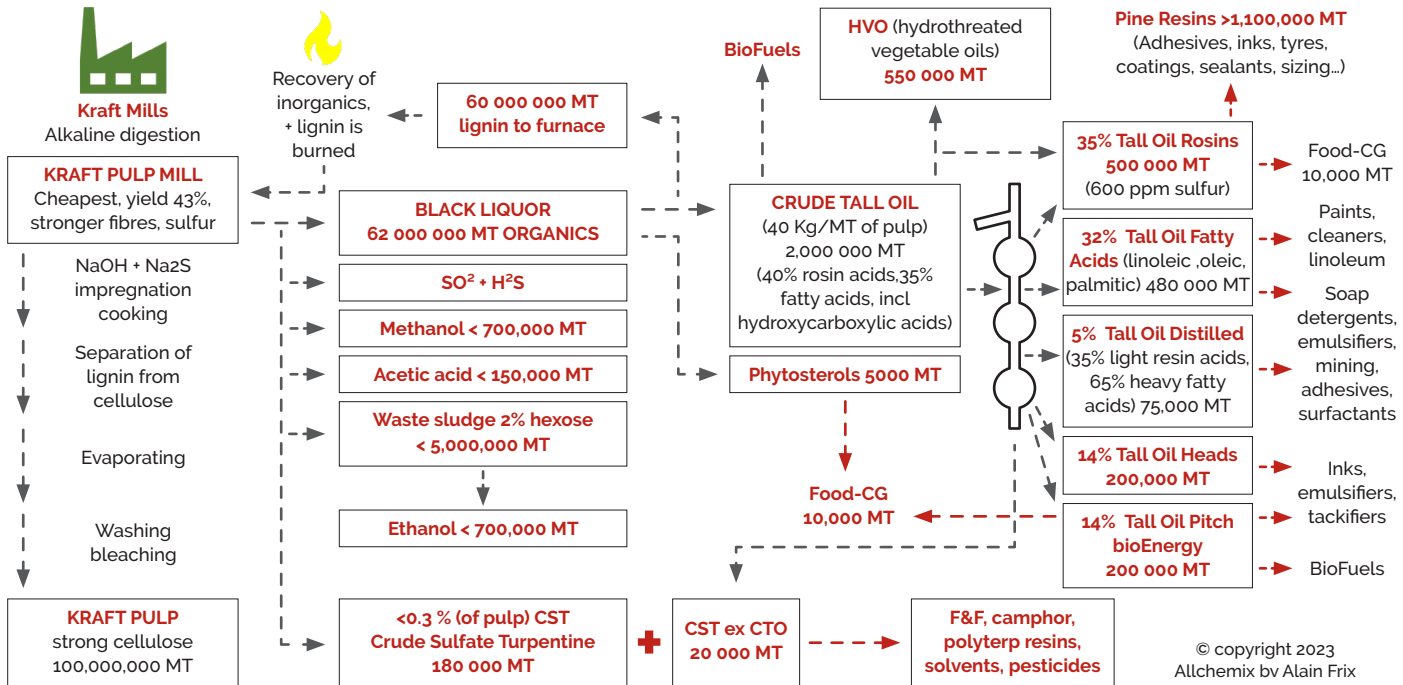 Kraft Mills
Alkaline digestion
KRAFT PULP MILL
Cheapest, yield 43%,
stronger fibres, sulfur
NaOH + Na2S
impregnation
cooking
Separation of
lignin from
cellulose
Evaporating
Washing
bleaching
KRAFT PULP
strong cellulose
100,000,000 MT
Recovery of
inorganics,
+ lignin is
burned
60 000 000 MT
lignin to furnace
BLACK LIQUOR
62 000 000 MT ORGANICS
SO² + H²S
Methanol < 700,000 MT
Acetic acid < 150,000 MT
Waste sludge 2% hexose
< 5,000,000 MT
Ethanol < 700,000 MT
<0.3 % (of pulp) CST
Crude Sulfate Turpentine
180 000 MT
BioFuels
HVO (hydrothreated
vegetable oils)
550 000 MT
CRUDE TALL OIL
(40 Kg/MT of pulp)
2,000 000 MT
(40% rosin acids,35%
fatty acids, incl
hydroxycarboxylic acids)
Phytosterols 5000 MT
Food-CG
10,000 MT
CST ex CTO
20 000 MT
F&F, camphor,
polyterp resins,
solvents, pesticides
Pine Resins >1,100,000 MT
(Adhesives, inks, tyres,
coatings, sealants, sizing…)
35% Tall Oil Rosins
500 000 MT
(600 ppm sulfur)
32% Tall Oil Fatty
Acids (linoleic ,oleic,
palmitic) 480 000 MT
5% Tall Oil Distilled
(35% light resin acids,
65% heavy fatty
acids) 75,000 MT
14% Tall Oil Heads
200,000 MT
14% Tall Oil Pitch
bioEnergy
200 000 MT
Food-CG
10,000 MT
Paints,
cleaners,
linoleum
Soap
detergents,
emulsifiers,
mining,
adhesives,
surfactants
Inks,
emulsifiers,
tackifiers
BioFuels
© copyright 2023
Allchemix by Alain Frix